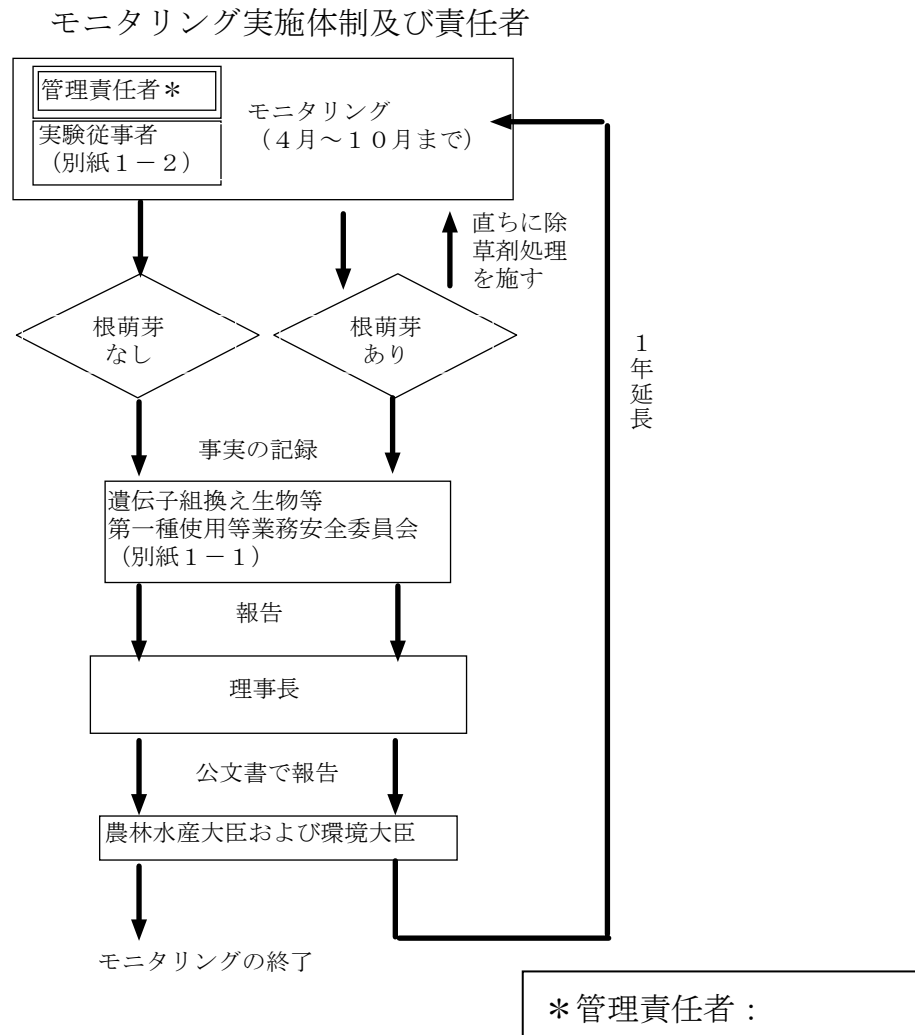 モニタリング実施体制及び責任者
管理責任者＊
実験従事者
（別紙１－２）
モニタリング
（４月～１０月まで）
直ちに除
草剤処理
を施す
根萌芽
なし
根萌芽
あり
１年延長
事実の記録
遺伝子組換え生物等
第一種使用等業務安全委員会
（別紙１－１）
報告
理事長
公文書で報告
農林水産大臣および環境大臣
モニタリングの終了
＊管理責任者：